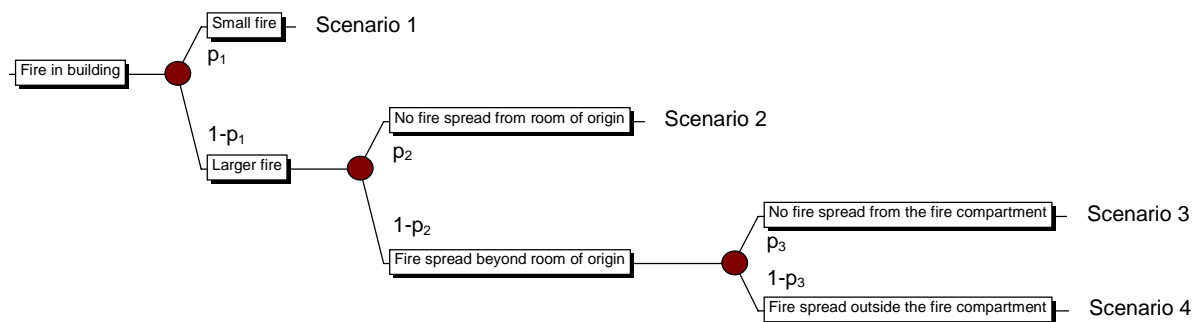 Small fire
Scenario 1
p₁
Fire in building
1-p₁
Larger fire
No fire spread from room of origin
Scenario 2
p₂
1-p₂
Fire spread beyond room of origin
No fire spread from the fire compartment
Scenario 3
p₃
1-p₃
Fire spread outside the fire compartment
Scenario 4